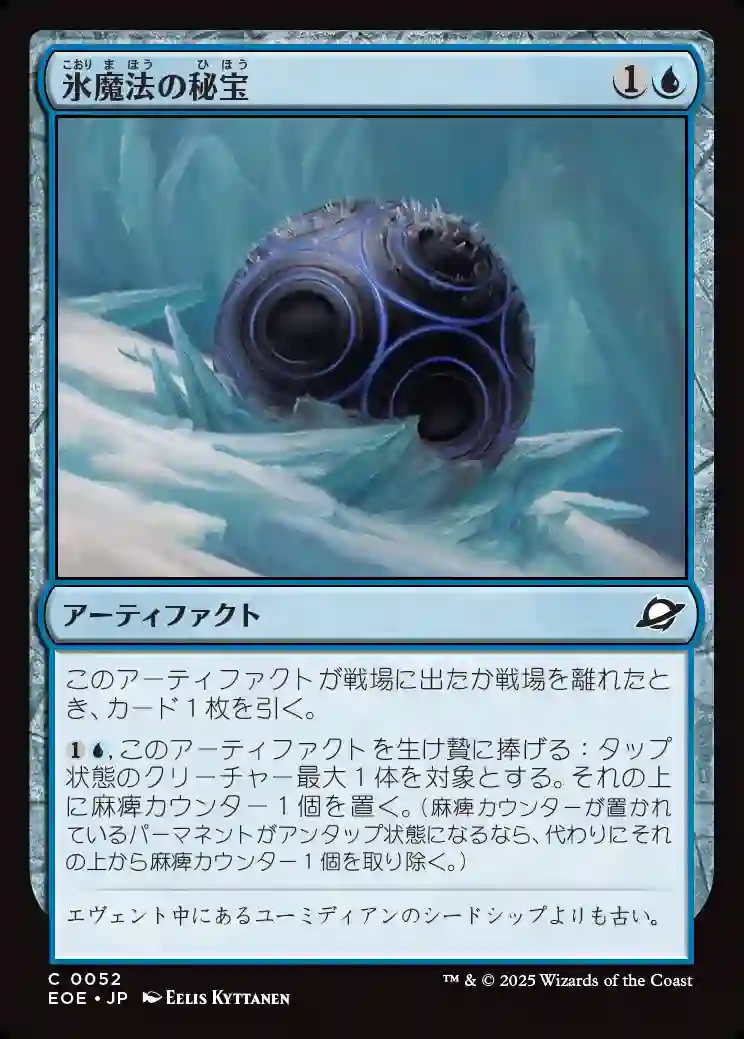 こおり ま ほう ひ ほう
氷魔法の秘宝 1
アーティファクト
このアーティファクトが戦場に出たか戦場を離れたと
き、カード1枚を引く。
1, このアーティファクトを生け贄に捧げる:タップ
状態のクリーチャー最大1体を対象とする。それの上
に麻痺カウンター1個を置く。(麻痺カウンターが置かれ
ているパーマネントがアンタップ状態になるなら、代わりにそれ
の上から麻痺カウンター1個を取り除く。)
エヴェント中にあるユーミディアンのシードシップよりも古い。
C 0052
EOE • JP EELIS KYTTANEN
™ & © 2025 Wizards of the Coast